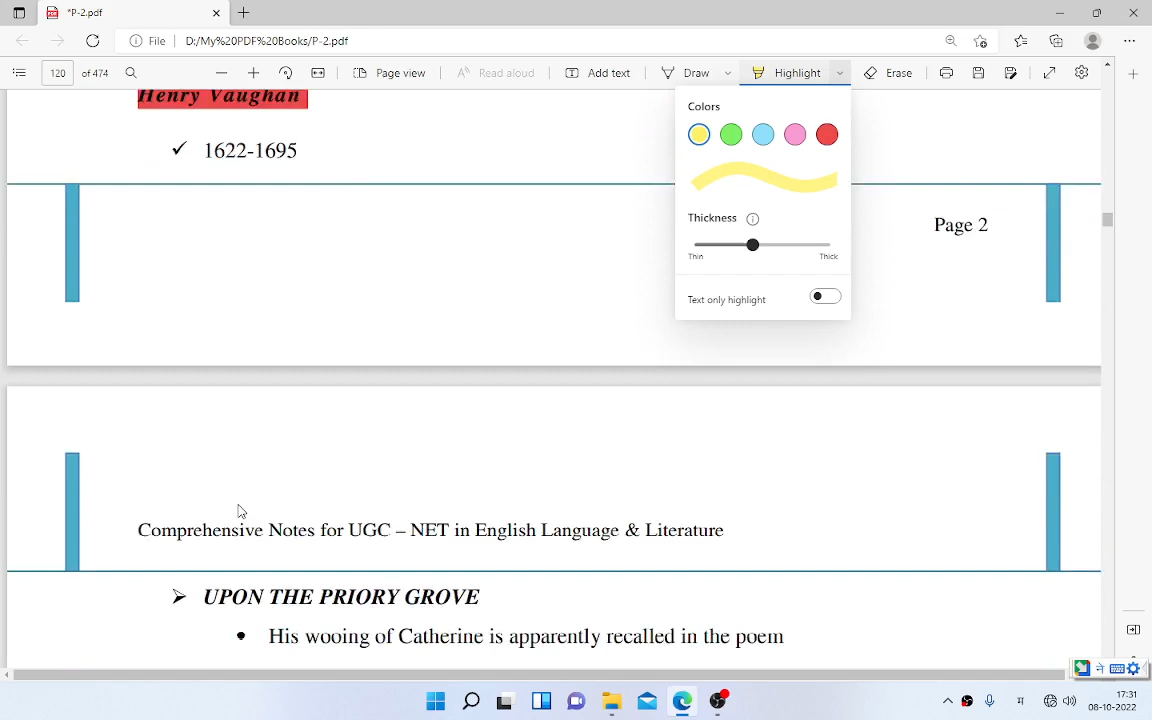 *P-2.pdf
File
D:/My%20PDF%20Books/P-2.pdf
120
of 474
Page view
Read aloud
Add text
Draw
Highlight
Erase
Henry Vaughan
✓ 1622-1695
Page 2
Colors
Thickness
Thin
Thick
Text only highlight
Comprehensive Notes for UGC – NET in English Language & Literature
➢ UPON THE PRIORY GROVE
• His wooing of Catherine is apparently recalled in the poem
17:31
08-10-2022